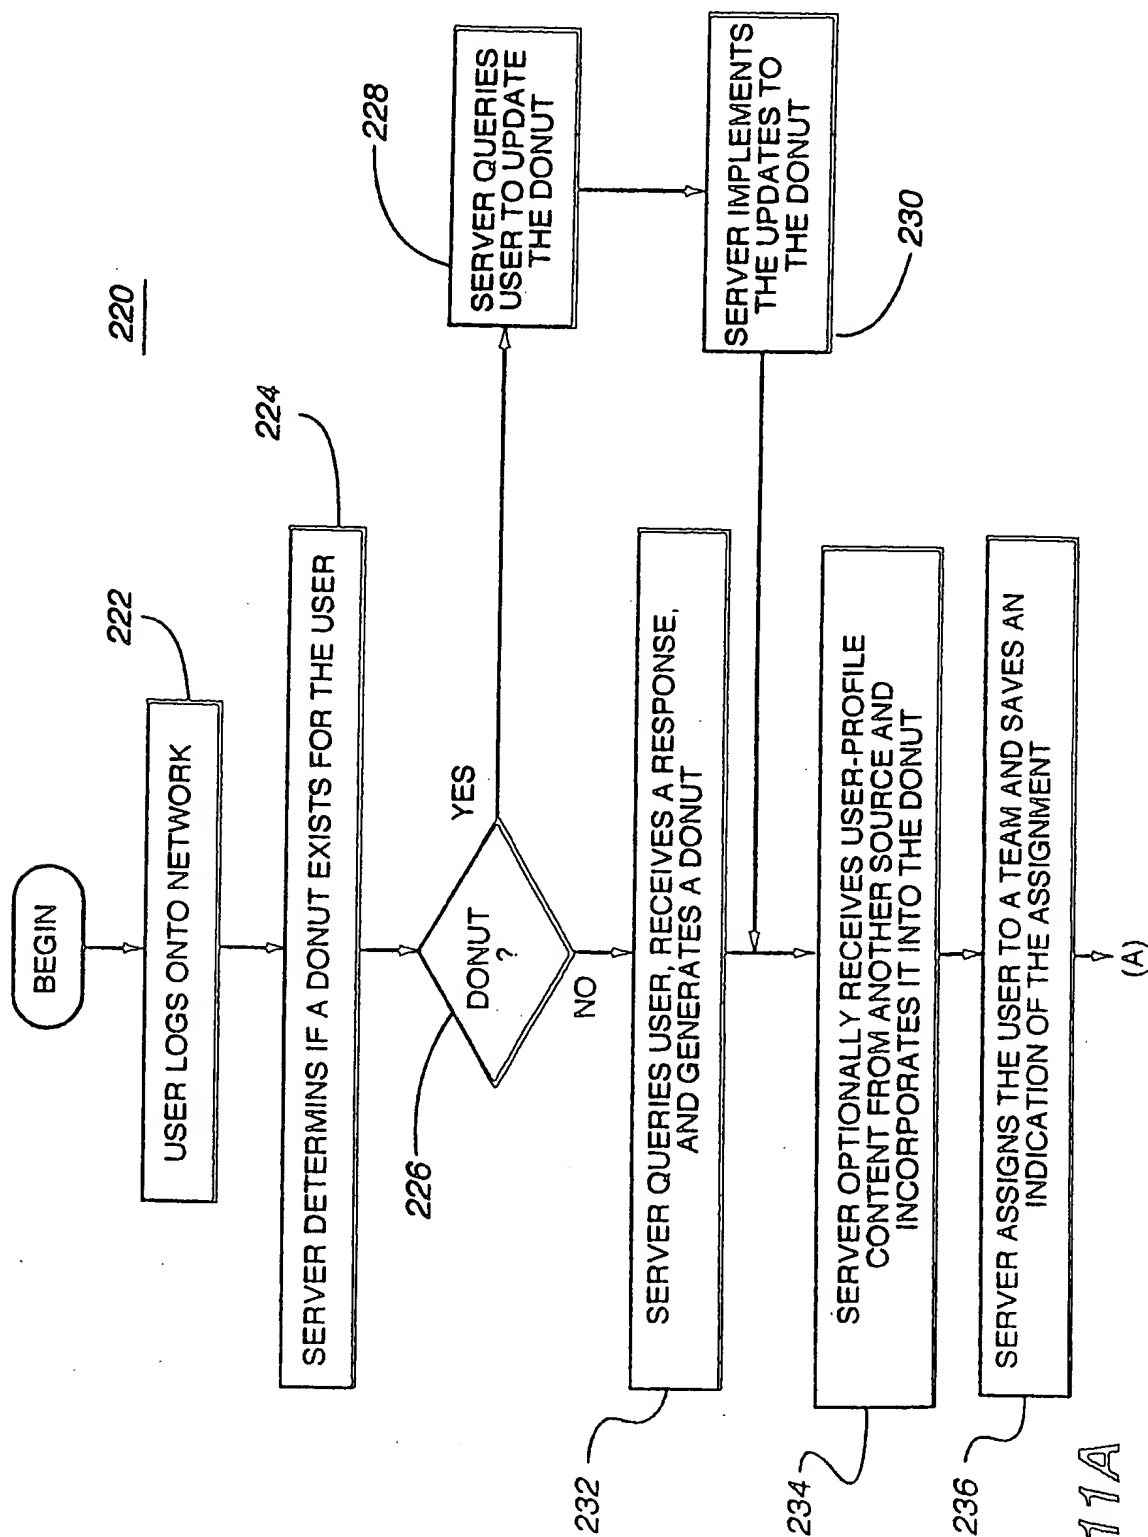 220
BEGIN
USER LOGS ONTO NETWORK
222
SERVER DETERMINS IF A DONUT EXISTS FOR THE USER
224
DONUT
?
226
YES
NO
SERVER QUERIES
USER TO UPDATE
THE DONUT
228
SERVER IMPLEMENTS
THE UPDATES TO
THE DONUT
230
SERVER QUERIES USER, RECEIVES A RESPONSE,
AND GENERATES A DONUT
232
SERVER OPTIONALLY RECEIVES USER-PROFILE
CONTENT FROM ANOTHER SOURCE AND
INCORPORATES IT INTO THE DONUT
234
SERVER ASSIGNS THE USER TO A TEAM AND SAVES AN
INDICATION OF THE ASSIGNMENT
236
(A)
11A